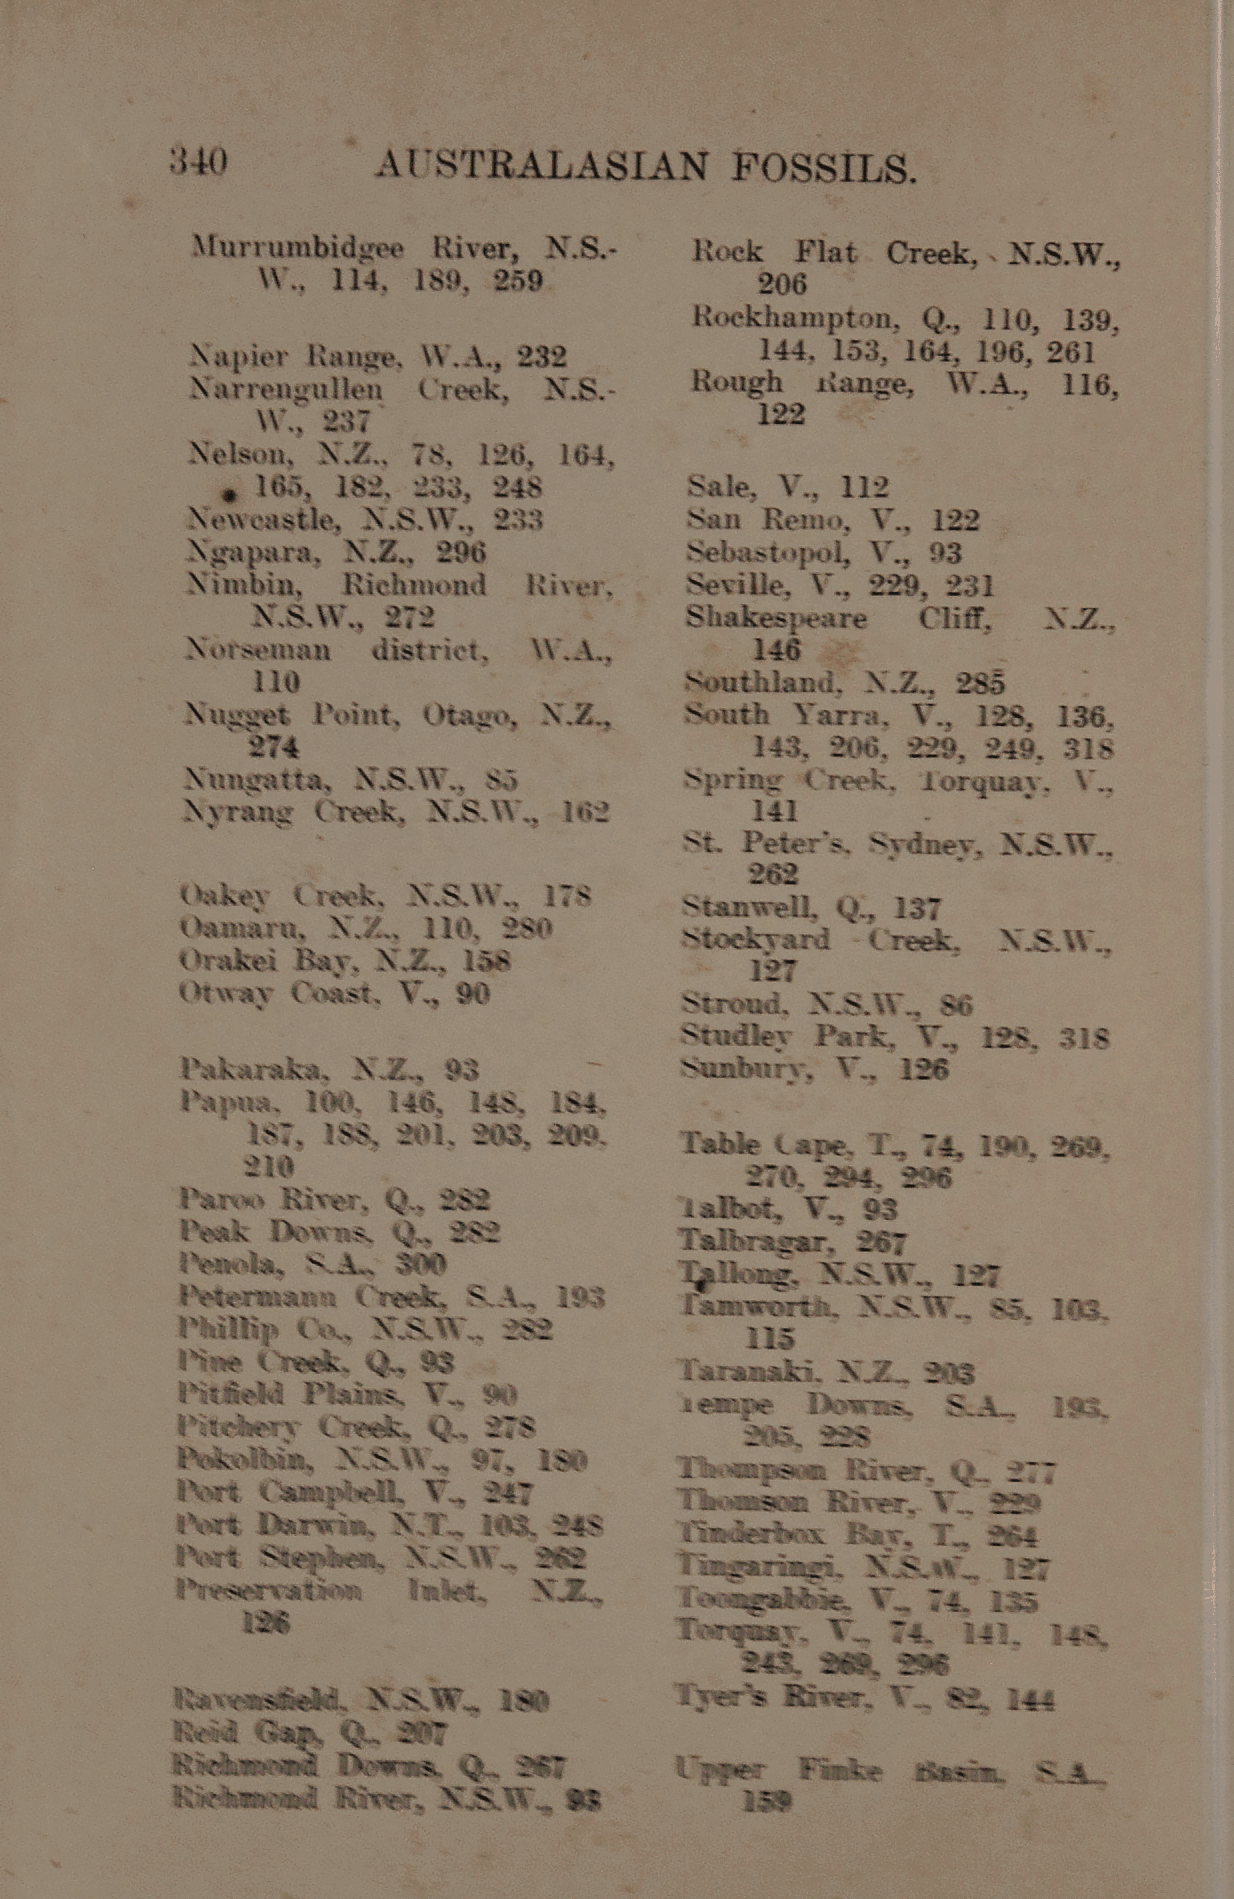 340 AUSTRALASIAN FOSSILS.
Murrumbidgee River, N.S.-
W., 114, 189, 259
Napier Range, W.A., 232
Narrengullen Creek, N.S.-
W., 237
Nelson, N.Z., 78, 126, 164,
165, 182, 233, 248
Newcastle, N.S.W., 233
Ngapara, N.Z., 296
Nimbin, Richmond River,
N.S.W., 272
Norseman district, W.A.,
110
Nugget Point, Otago, N.Z.,
274
Nungatta, N.S.W., 85
Nyrang Creek, N.S.W., 162
Oakey Creek, N.S.W., 178
Oamaru, N.Z., 110, 280
Orakei Bay, N.Z., 158
Otway Coast, V., 90
Pakaraka, N.Z., 93
Papua, 100, 146, 148, 184,
187, 188, 201, 203, 209,
210
Paroo River, Q., 282
Peak Downs, Q., 282
Penola, S.A., 300
Petermann Creek, S.A., 193
Phillip Co., N.S.W., 282
Pine Creek, Q., 93
Pitfield Plains, V., 90
Pitchery Creek, Q., 278
Pokolbin, N.S.W., 97, 180
Port Campbell, V., 247
Port Darwin, N.T., 103, 248
Port Stephen, N.S.W., 262
Preservation Inlet, N.Z.,
126
Ravensfield, N.S.W., 180
Reid Gap, Q., 207
Richmond Downs, Q., 267
Richmond River, N.S.W., 93
Rock Flat Creek, N.S.W.,
206
Rockhampton, Q., 110, 139,
144, 153, 164, 196, 261
Rough Range, W.A., 116,
122
Sale, V., 112
San Remo, V., 122
Sebastopol, V., 93
Seville, V., 229, 231
Shakespeare Cliff, N.Z.,
146
Southland, N.Z., 285
South Yarra, V., 128, 136,
143, 206, 229, 249, 318
Spring Creek, Torquay, V.,
141
St. Peter's, Sydney, N.S.W.,
262
Stanwell, Q., 137
Stockyard Creek, N.S.W.,
127
Stroud, N.S.W., 86
Studley Park, V., 128, 318
Sunbury, V., 126
Table Cape, T., 74, 190, 269,
270, 294, 296
Talbot, V., 93
Talbragar, 267
Tallong, N.S.W., 127
Tamworth, N.S.W., 85, 103,
115
Taranaki, N.Z., 203
Tempe Downs, S.A., 193,
205, 228
Thompson River, Q., 277
Thomson River, V., 229
Tinderbox Bay, T., 264
Tingaringi, N.S.W., 127
Toongabbie, V., 74, 135
Torquay, V., 74, 141, 148,
243, 269, 296
Tyer's River, V., 82, 144
Upper Finke Basin, S.A.,
159